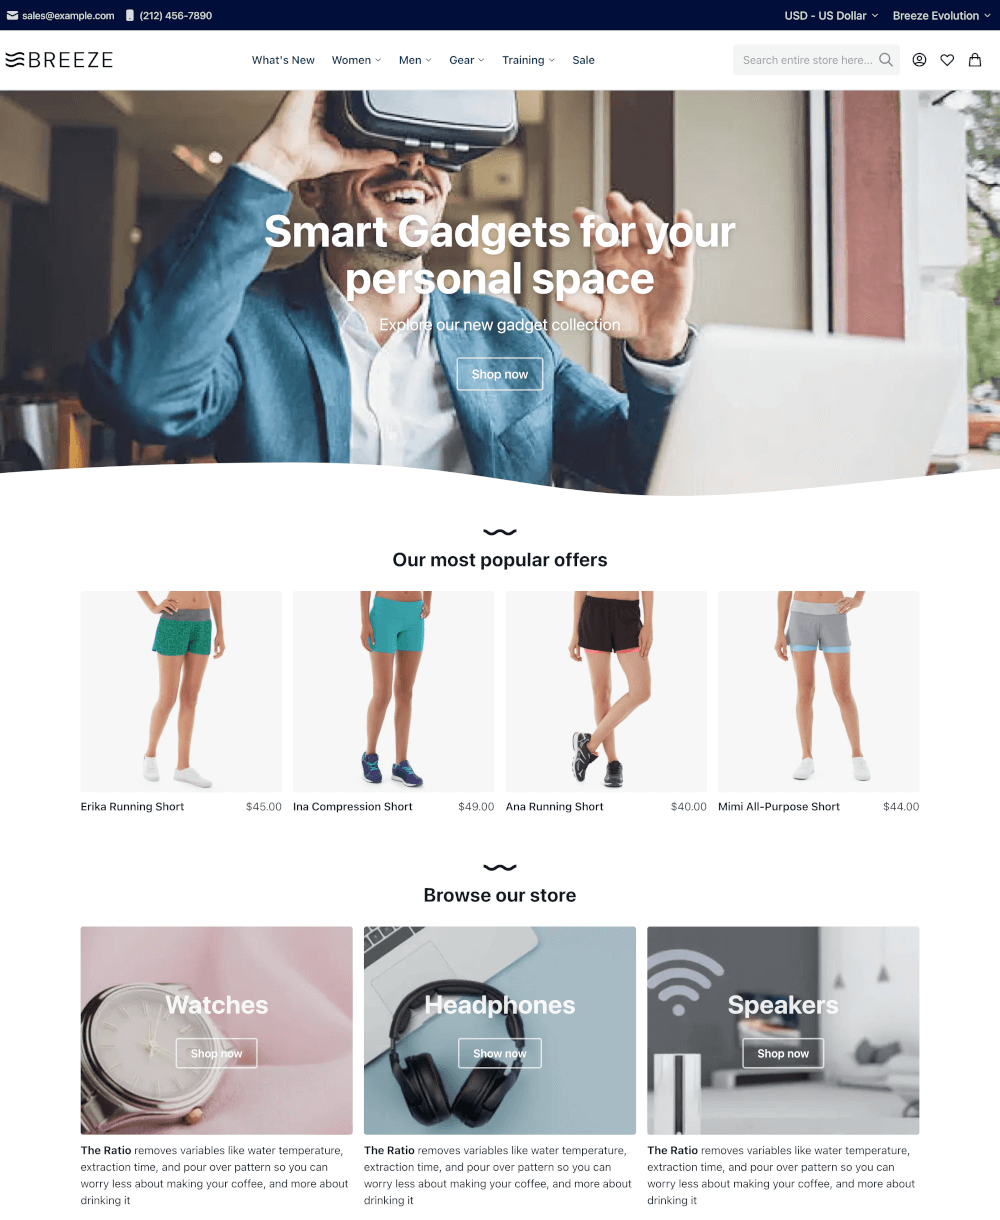 sales@example.com (212) 456-7890 USD - US Dollar Breeze Evolution
BREEZE What's New Women Men Gear Training Sale Search entire store here...
Smart Gadgets for your
personal space
Explore our new gadget collection
Shop now
Our most popular offers
Erika Running Short $45.00 Ina Compression Short $49.00 Ana Running Short $40.00 Mimi All-Purpose Short $44.00
Browse our store
Watches
Shop now
Headphones
Show now
Speakers
Shop now
The Ratio removes variables like water temperature,
extraction time, and pour over pattern so you can
worry less about making your coffee, and more about
drinking it
The Ratio removes variables like water temperature,
extraction time, and pour over pattern so you can
worry less about making your coffee, and more about
drinking it
The Ratio removes variables like water temperature,
extraction time, and pour over pattern so you can
worry less about making your coffee, and more about
drinking it